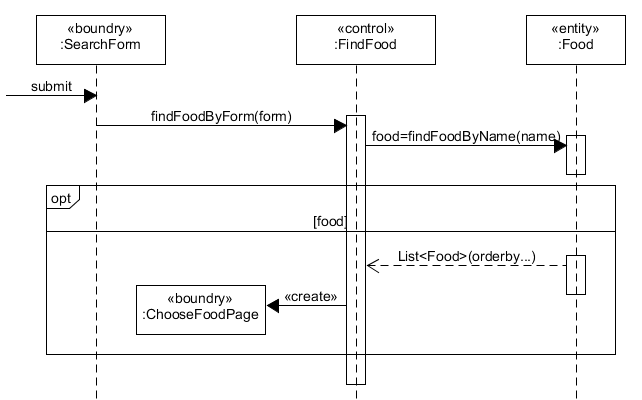 «boundry»
:SearchForm
«control»
:FindFood
«entity»
:Food
submit
findFoodByForm(form)
food=findFoodByName(name)
opt
[food]
List<Food>(orderby...)
«boundry»
:ChooseFoodPage
«create»